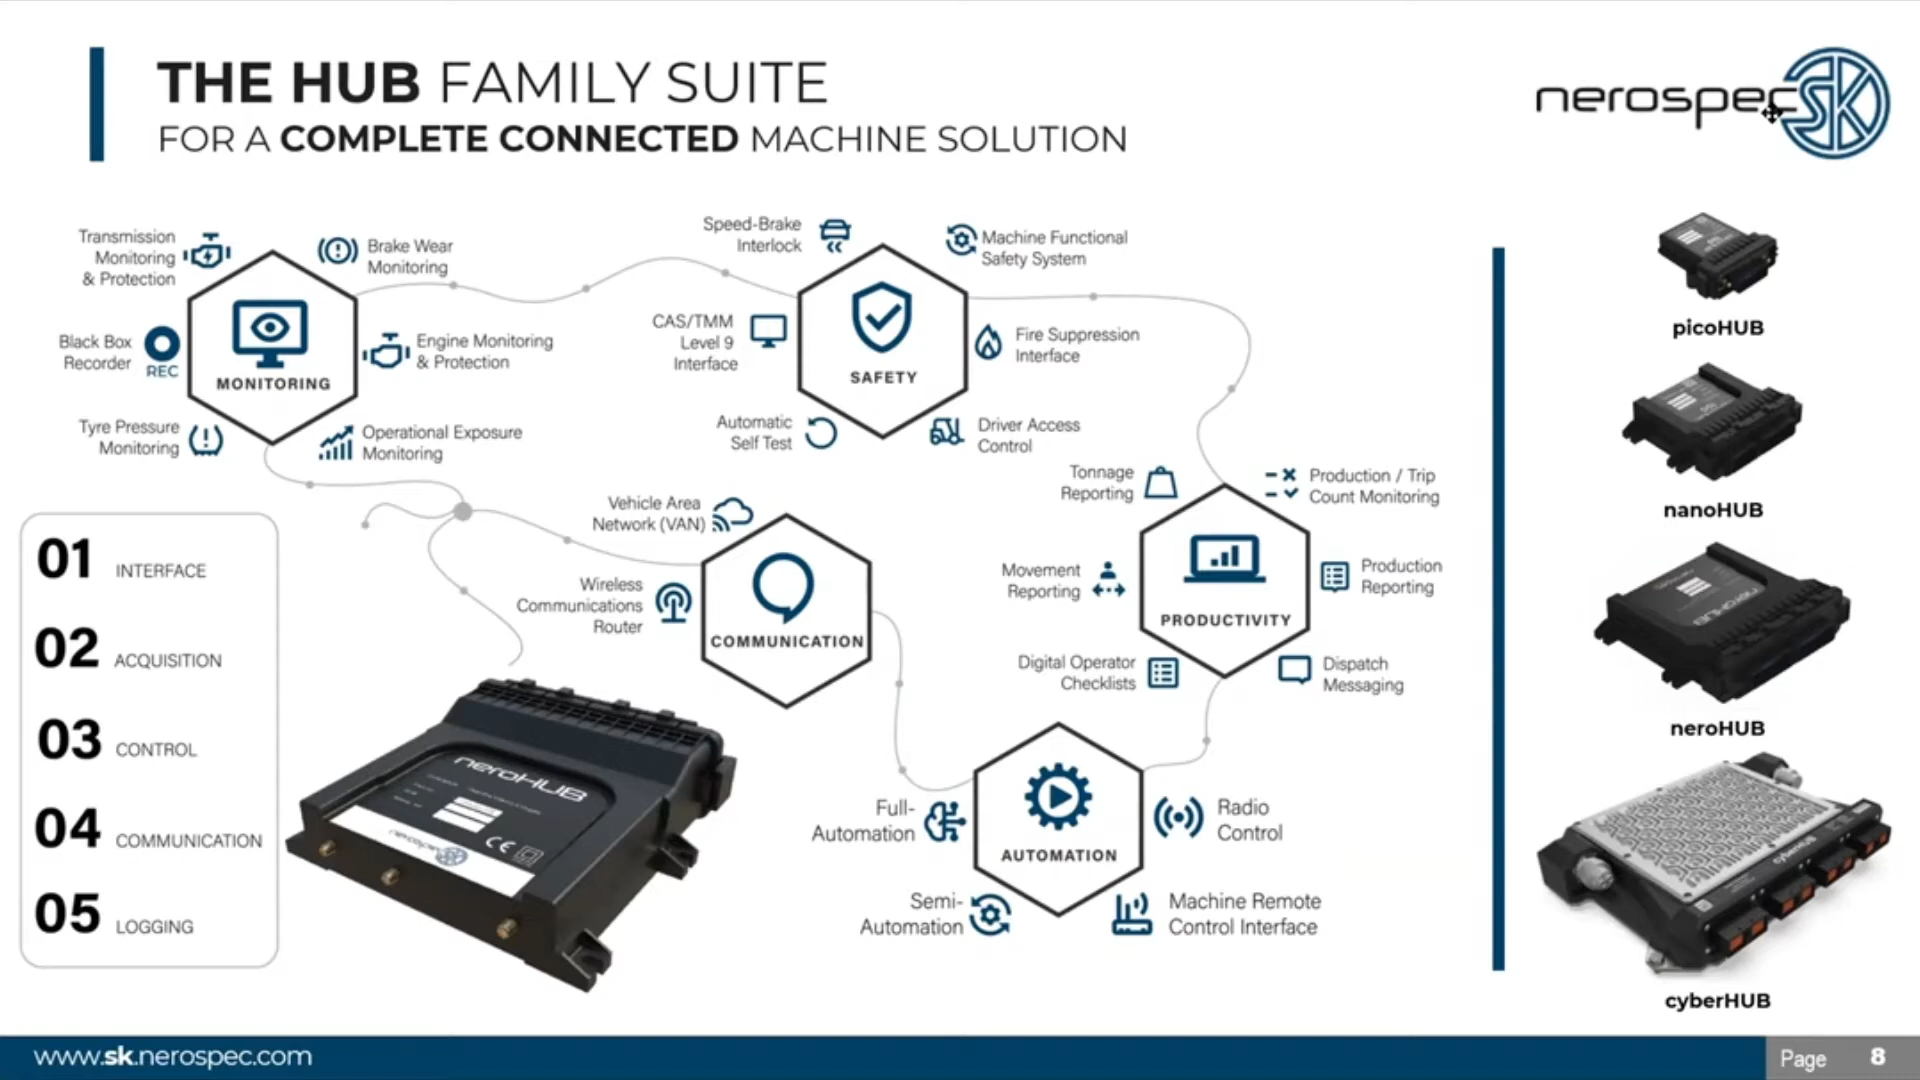 THE HUB FAMILY SUITE
FOR A COMPLETE CONNECTED MACHINE SOLUTION
nerospec SK
Transmission
Monitoring
& Protection
Brake Wear
Monitoring
Black Box
Recorder
REC
MONITORING
Engine Monitoring
& Protection
Tyre Pressure
Monitoring
Operational Exposure
Monitoring
Speed-Brake
Interlock
Machine Functional
Safety System
CAS/TMM
Level 9
Interface
SAFETY
Fire Suppression
Interface
Automatic
Self Test
Driver Access
Control
Tonnage
Reporting
Production / Trip
Count Monitoring
Movement
Reporting
PRODUCTIVITY
Production
Reporting
Digital Operator
Checklists
Dispatch
Messaging
Vehicle Area
Network (VAN)
Wireless
Communications
Router
COMMUNICATION
Full-
Automation
AUTOMATION
Radio
Control
Semi-
Automation
Machine Remote
Control Interface
01 INTERFACE
02 ACQUISITION
03 CONTROL
04 COMMUNICATION
05 LOGGING
neroHUB
nerospec
CE
picoHUB
nanoHUB
neroHUB
cyberHUB
cyberHUB
www.sk.nerospec.com
Page 8